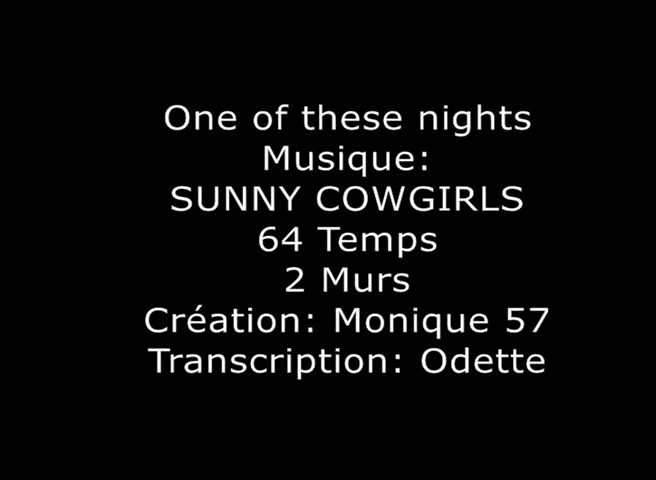 One of these nights
Musique:
SUNNY COWGIRLS
64 Temps
2 Murs
Création: Monique 57
Transcription: Odette